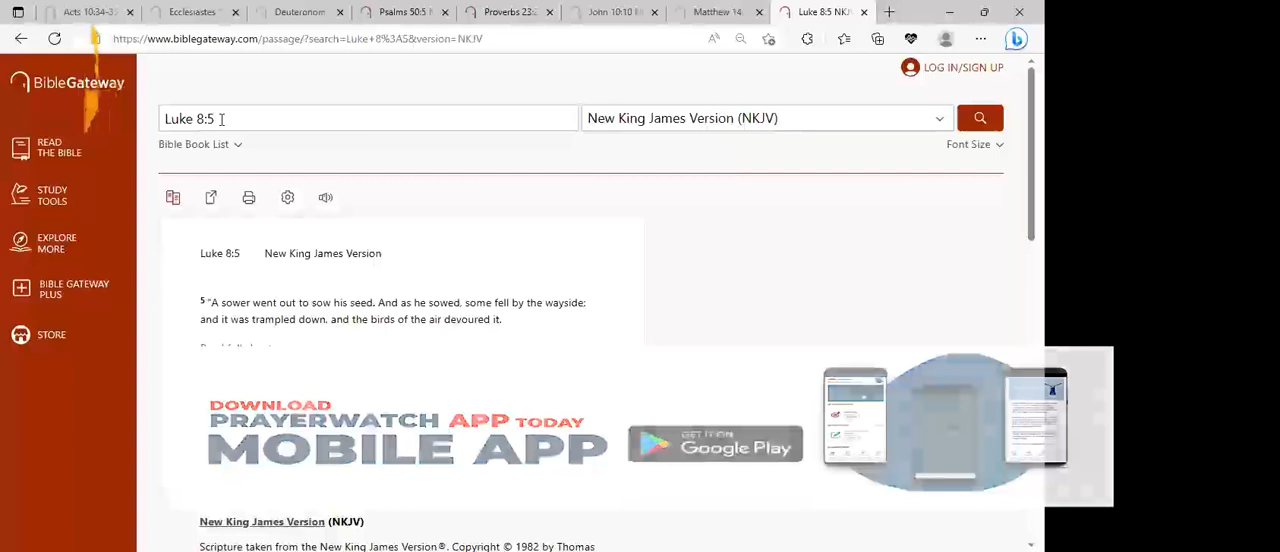 Acts 10:34-35
Ecclesiastes
Deuteronom
Psalms 50:5 N
Proverbs 23:2
John 10:10 N
Matthew 14:
Luke 8:5 NKJV
https://www.biblegateway.com/passage/?search=Luke+8%3A5&version=NKJV
BibleGateway
LOG IN/SIGN UP
Luke 8:5
New King James Version (NKJV)
Bible Book List
Font Size
READ
THE BIBLE
STUDY
TOOLS
EXPLORE
MORE
BIBLE GATEWAY
PLUS
STORE
Luke 8:5 New King James Version
5 “A sower went out to sow his seed. And as he sowed, some fell by the wayside;
and it was trampled down, and the birds of the air devoured it.
DOWNLOAD
PRAYERWATCH APP TODAY
MOBILE APP
GET IT ON
Google Play
New King James Version (NKJV)
Scripture taken from the New King James Version®. Copyright © 1982 by Thomas